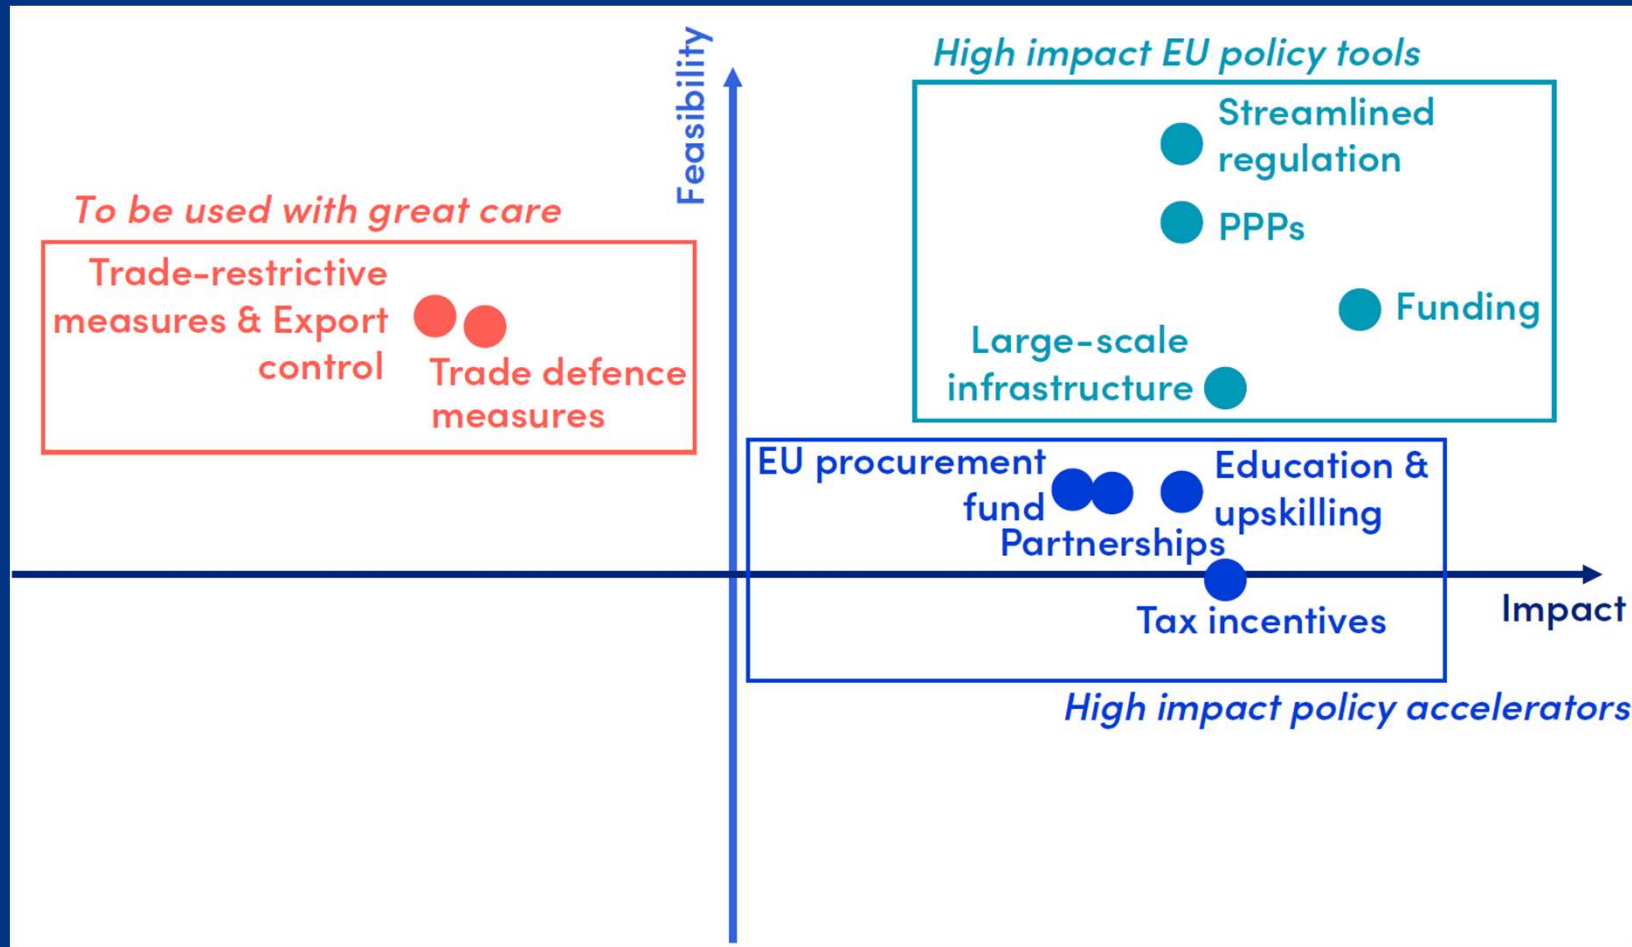 Feasibility
High impact EU policy tools
Streamlined
regulation
PPPs
Funding
Large-scale
infrastructure
To be used with great care
Trade-restrictive
measures & Export
control
Trade defence
measures
EU procurement
fund
Partnerships
Education &
upskilling
Tax incentives
Impact
High impact policy accelerators